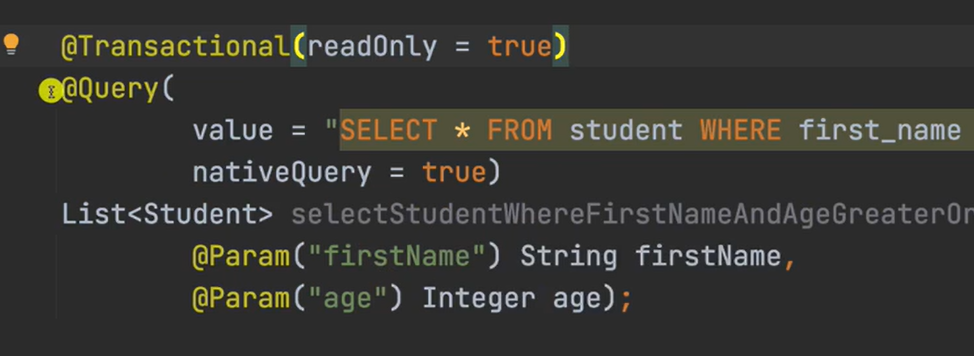 @Transactional(readOnly = true)
@Query(
value = "SELECT * FROM student WHERE first_name
nativeQuery = true)
List<Student> selectStudentWhereFirstNameAndAgeGreaterOr
@Param("firstName") String firstName,
@Param("age") Integer age);